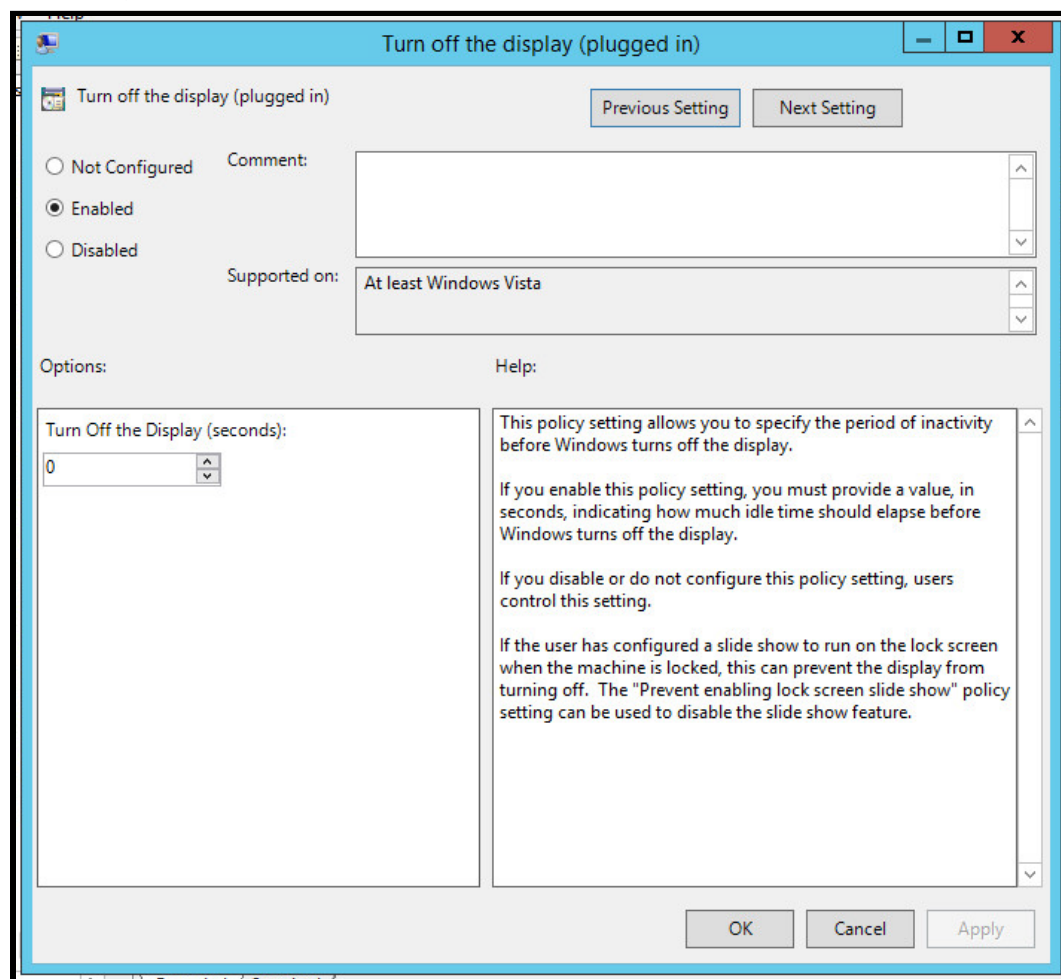 Help
Turn off the display (plugged in)
Turn off the display (plugged in)
Previous Setting
Next Setting
Not Configured
Comment:
Enabled
Disabled
Supported on:
At least Windows Vista
Options:
Help:
Turn Off the Display (seconds):
0
This policy setting allows you to specify the period of inactivity
before Windows turns off the display.
If you enable this policy setting, you must provide a value, in
seconds, indicating how much idle time should elapse before
Windows turns off the display.
If you disable or do not configure this policy setting, users
control this setting.
If the user has configured a slide show to run on the lock screen
when the machine is locked, this can prevent the display from
turning off.  The "Prevent enabling lock screen slide show" policy
setting can be used to disable the slide show feature.
OK
Cancel
Apply